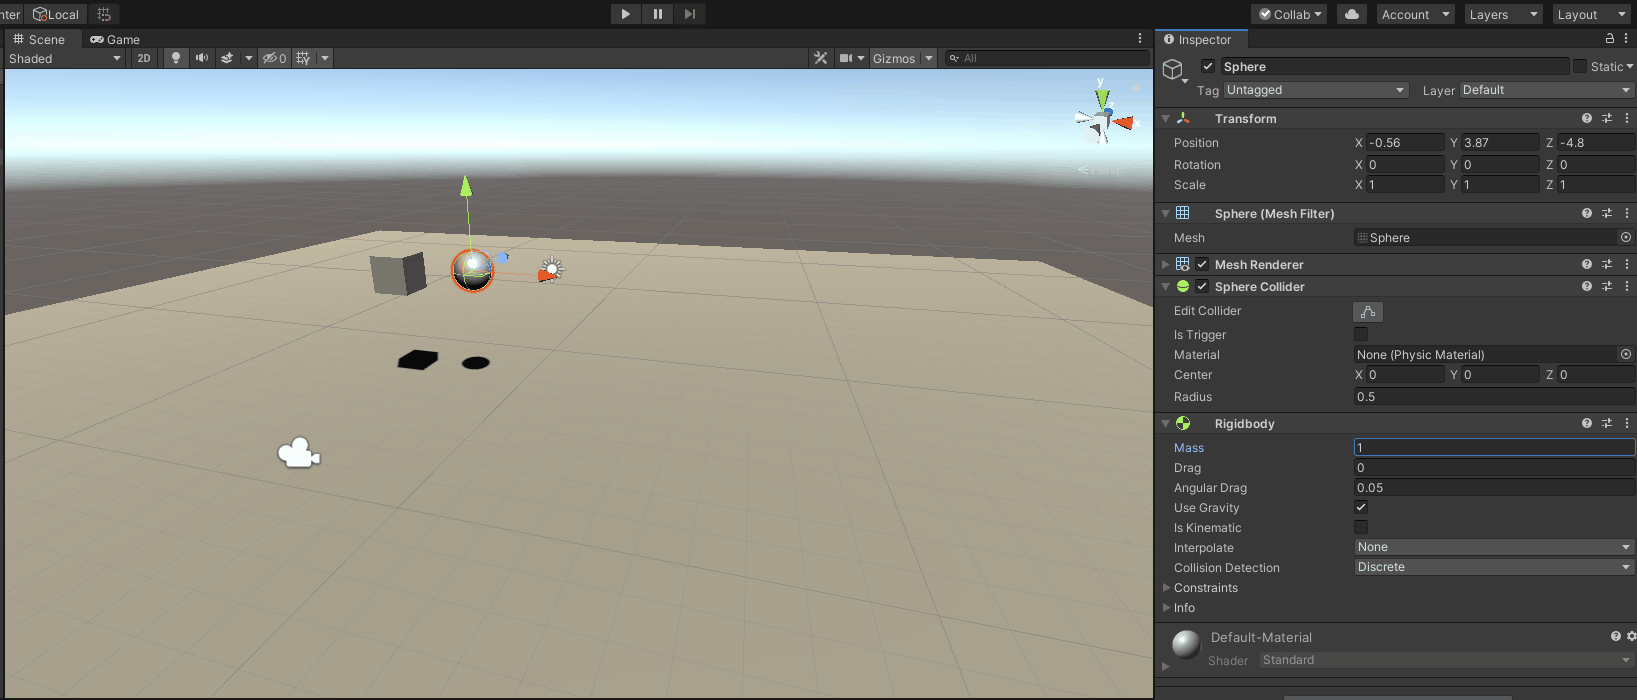 nter Local Collab Account Layers Layout
Scene Game
Shaded 2D 0 Gizmos All
y
x
z
Persp
Inspector
Sphere Static
Tag Untagged Layer Default
Transform
Position X -0.56 Y 3.87 Z -4.8
Rotation X 0 Y 0 Z 0
Scale X 1 Y 1 Z 1
Sphere (Mesh Filter)
Mesh Sphere
Mesh Renderer
Sphere Collider
Edit Collider
Is Trigger
Material None (Physic Material)
Center X 0 Y 0 Z 0
Radius 0.5
Rigidbody
Mass 1
Drag 0
Angular Drag 0.05
Use Gravity
Is Kinematic
Interpolate None
Collision Detection Discrete
Constraints
Info
Default-Material
Shader Standard